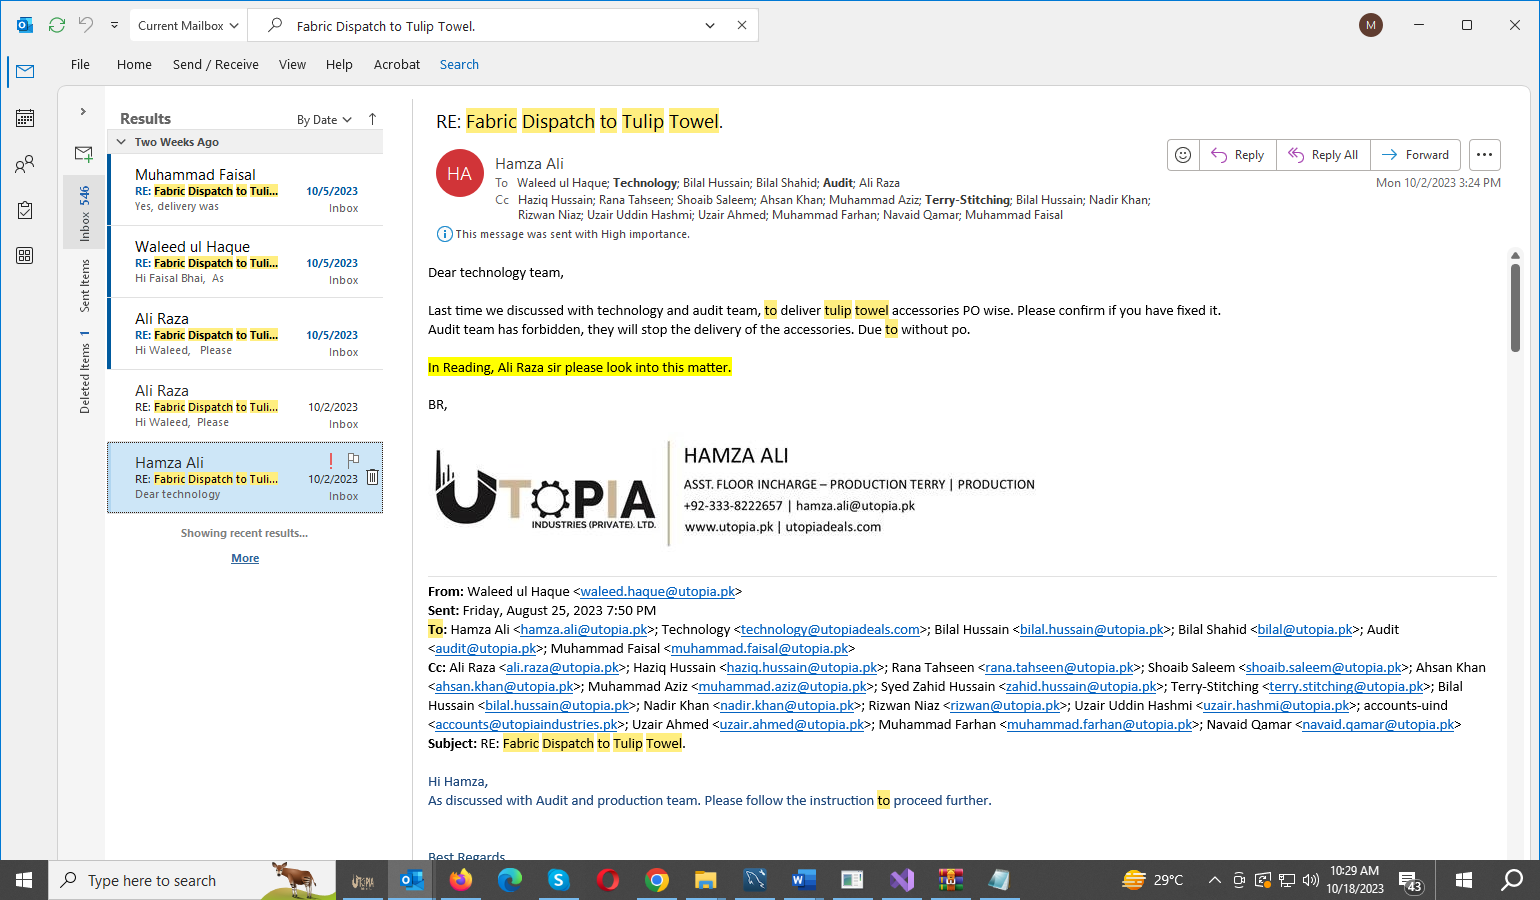 Current Mailbox
Fabric Dispatch to Tulip Towel.
M
File Home Send / Receive View Help Acrobat Search
Results
By Date
Two Weeks Ago
Inbox 546
Sent Items
Deleted Items 1
Muhammad Faisal
RE: Fabric Dispatch to Tuli... 10/5/2023
Yes, delivery was Inbox
Waleed ul Haque
RE: Fabric Dispatch to Tuli... 10/5/2023
Hi Faisal Bhai, As Inbox
Ali Raza
RE: Fabric Dispatch to Tuli... 10/5/2023
Hi Waleed, Please Inbox
Ali Raza
RE: Fabric Dispatch to Tuli... 10/2/2023
Hi Waleed, Please Inbox
Hamza Ali
RE: Fabric Dispatch to Tuli... 10/2/2023
Dear technology Inbox
Showing recent results...
More
RE: Fabric Dispatch to Tulip Towel.
HA
Hamza Ali
Reply Reply All Forward
To Waleed ul Haque; Technology; Bilal Hussain; Bilal Shahid; Audit; Ali Raza
Mon 10/2/2023 3:24 PM
Cc Haziq Hussain; Rana Tahseen; Shoaib Saleem; Ahsan Khan; Muhammad Aziz; Terry-Stitching; Bilal Hussain; Nadir Khan;
Rizwan Niaz; Uzair Uddin Hashmi; Uzair Ahmed; Muhammad Farhan; Navaid Qamar; Muhammad Faisal
This message was sent with High importance.
Dear technology team,
Last time we discussed with technology and audit team, to deliver tulip towel accessories PO wise. Please confirm if you have fixed it.
Audit team has forbidden, they will stop the delivery of the accessories. Due to without po.
In Reading, Ali Raza sir please look into this matter.
BR,
UTOPIA
INDUSTRIES (PRIVATE). LTD.
HAMZA ALI
ASST. FLOOR INCHARGE – PRODUCTION TERRY | PRODUCTION
+92-333-8222657 | hamza.ali@utopia.pk
www.utopia.pk | utopiadeals.com
From: Waleed ul Haque <waleed.haque@utopia.pk>
Sent: Friday, August 25, 2023 7:50 PM
To: Hamza Ali <hamza.ali@utopia.pk>; Technology <technology@utopiadeals.com>; Bilal Hussain <bilal.hussain@utopia.pk>; Bilal Shahid <bilal@utopia.pk>; Audit
<audit@utopia.pk>; Muhammad Faisal <muhammad.faisal@utopia.pk>
Cc: Ali Raza <ali.raza@utopia.pk>; Haziq Hussain <haziq.hussain@utopia.pk>; Rana Tahseen <rana.tahseen@utopia.pk>; Shoaib Saleem <shoaib.saleem@utopia.pk>; Ahsan Khan
<ahsan.khan@utopia.pk>; Muhammad Aziz <muhammad.aziz@utopia.pk>; Syed Zahid Hussain <zahid.hussain@utopia.pk>; Terry-Stitching <terry.stitching@utopia.pk>; Bilal
Hussain <bilal.hussain@utopia.pk>; Nadir Khan <nadir.khan@utopia.pk>; Rizwan Niaz <rizwan@utopia.pk>; Uzair Uddin Hashmi <uzair.hashmi@utopia.pk>; accounts-uind
<accounts@utopiaindustries.pk>; Uzair Ahmed <uzair.ahmed@utopia.pk>; Muhammad Farhan <muhammad.farhan@utopia.pk>; Navaid Qamar <navaid.qamar@utopia.pk>
Subject: RE: Fabric Dispatch to Tulip Towel.
Hi Hamza,
As discussed with Audit and production team. Please follow the instruction to proceed further.
Best Regards
Type here to search
UTOPIA
29°C
10:29 AM
10/18/2023
43